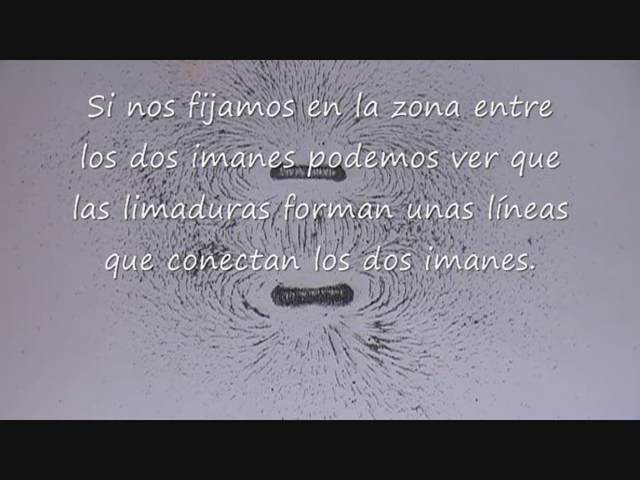 Si nos fijamos en la zona entre
los dos imanes podemos ver que
las limaduras forman unas líneas
que conectan los dos imanes.